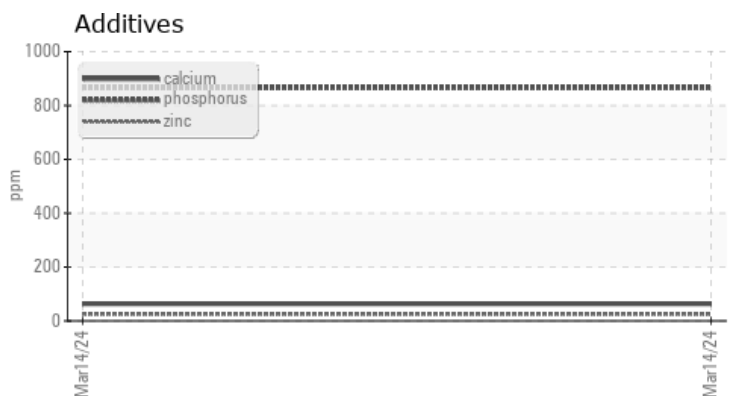 Additives
1000
800
600
400
200
0
ppm
calcium
phosphorus
zinc
Mar14/24
Mar14/24